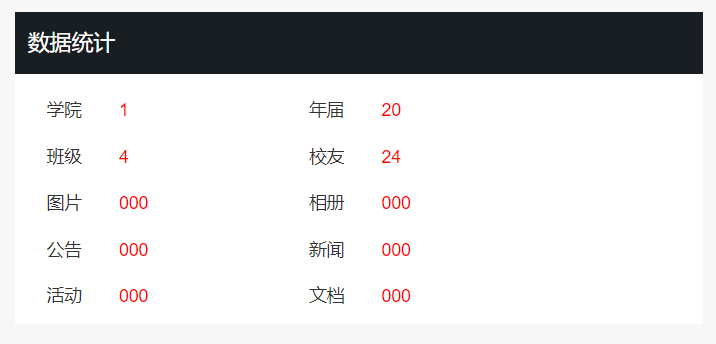 数据统计
学院 1 年届 20
班级 4 校友 24
图片 000 相册 000
公告 000 新闻 000
活动 000 文档 000